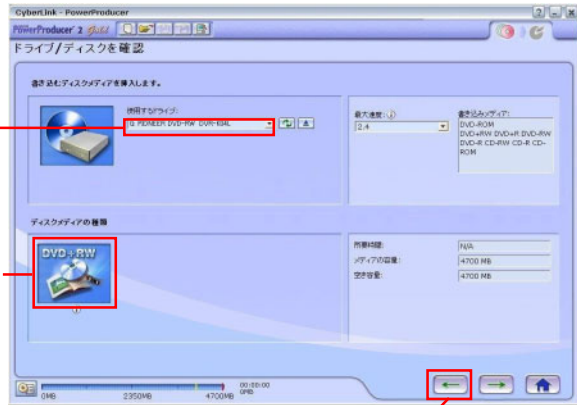 CyberLink - PowerProducer
PowerProducer 2 Gold
ドライブ/ディスクを確認
書き込むディスクメディアを挿入します。
使用するドライブ:
G: PIONEER DVD-RW DVR-104L
最大速度:
2.4
書き込みメディア:
DVD-ROM
DVD+RW DVD+R DVD-RW
DVD-R CD-RW CD-R CD-
ROM
ディスクメディアの種類
DVD+RW
所要時間:
N/A
メディアの容量:
4700 MB
空き容量:
4700 MB
00:00:00
0MB
0MB
2350MB
4700MB